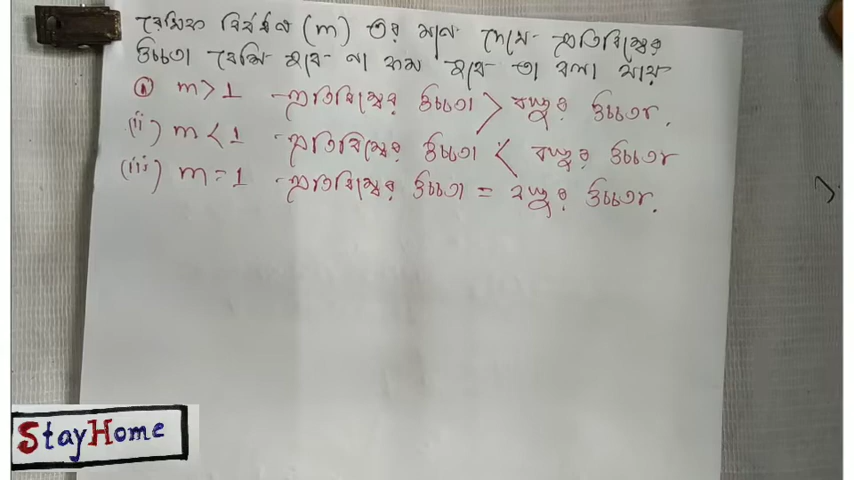 রৈখিক বিবর্ধন (m) এর মান দেখে প্রতিবিম্বের
উচ্চতা বেশি হবে না কম হবে তা বলা যায়
(i) m > 1 - প্রতিবিম্বের উচ্চতা > বস্তুর উচ্চতা.
(ii) m < 1 - প্রতিবিম্বের উচ্চতা < বস্তুর উচ্চতা
(iii) m = 1 - প্রতিবিম্বের উচ্চতা = বস্তুর উচ্চতা.
StayHome